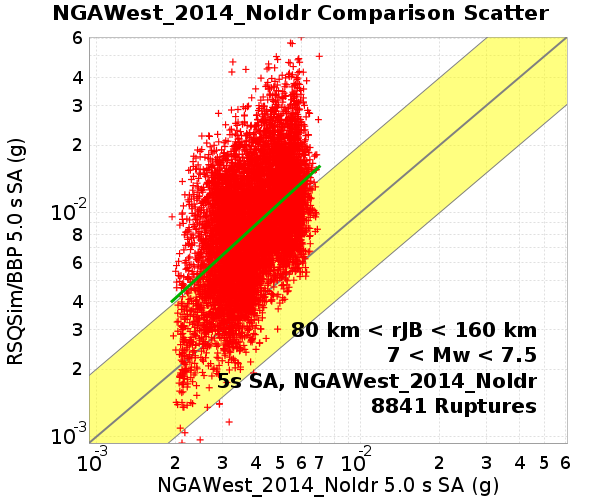 NGAWest_2014_NoIdr Comparison Scatter
RSQSim/BBP 5.0 s SA (g)
6
4
3
2
10-2
8
6
4
3
2
10-3
80 km < rJB < 160 km
7 < Mw < 7.5
5s SA, NGAWest_2014_NoIdr
8841 Ruptures
10-3 2 3 4 5 6 7 10-2 2 3 4 5 6
NGAWest_2014_NoIdr 5.0 s SA (g)